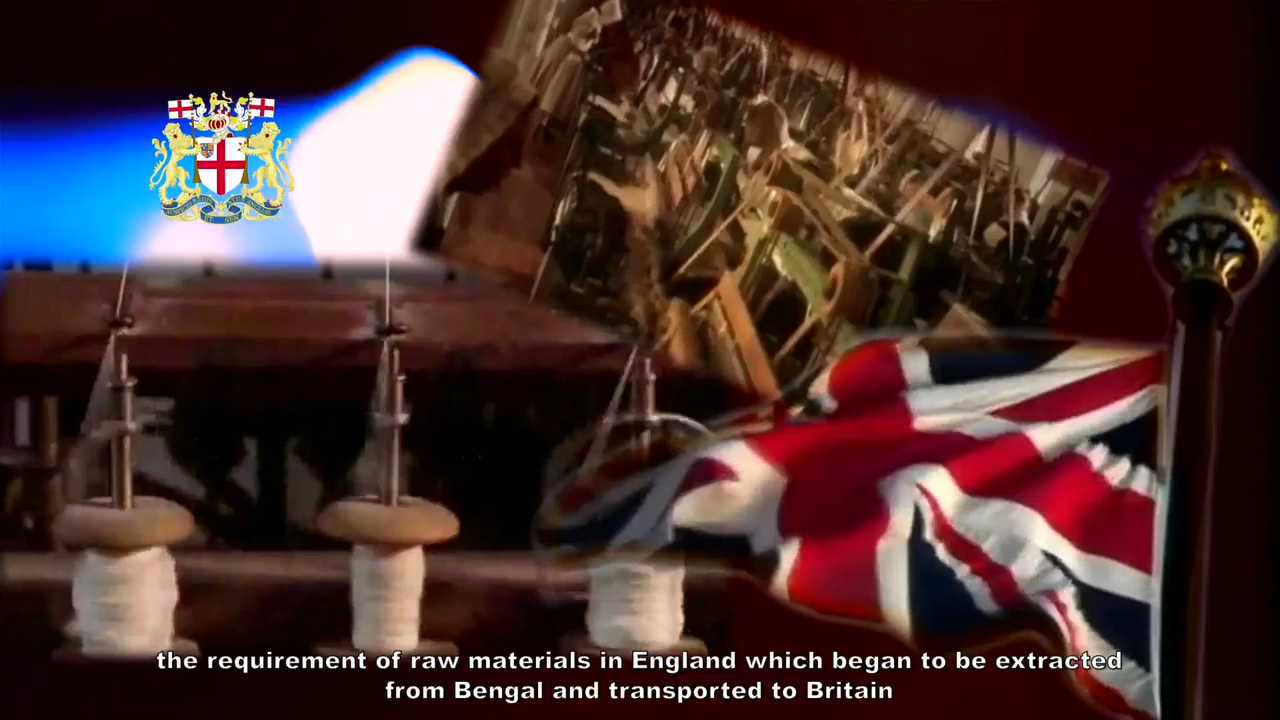 the requirement of raw materials in England which began to be extracted
from Bengal and transported to Britain